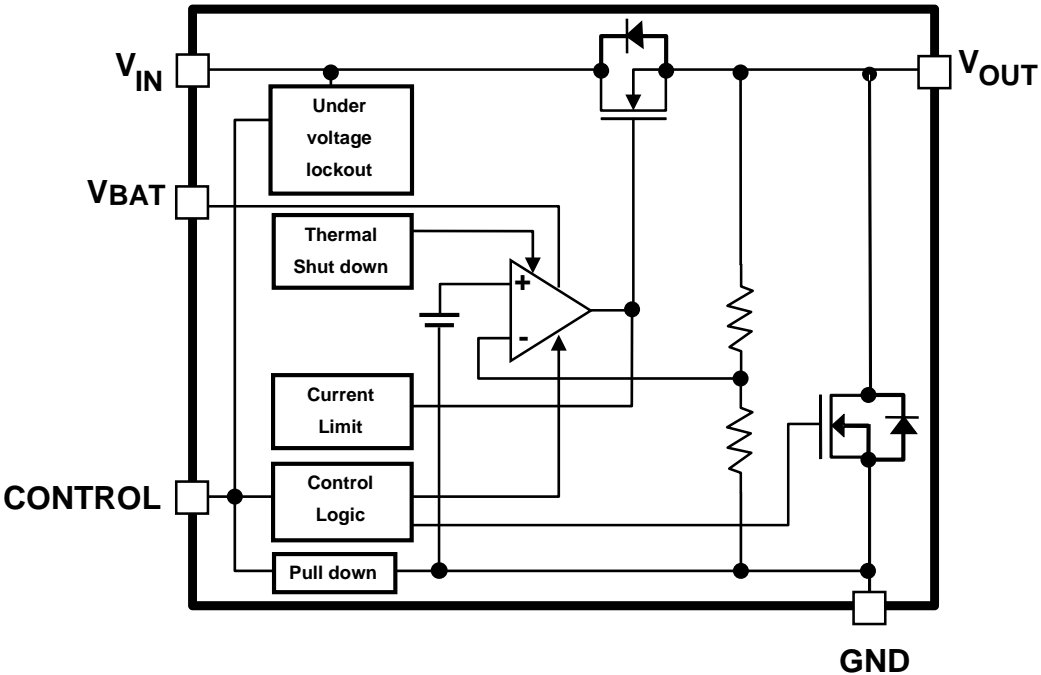 VIN
VOUT
Under
voltage
lockout
VBAT
Thermal
Shut down
+
-
Current
Limit
CONTROL
Control
Logic
Pull down
GND